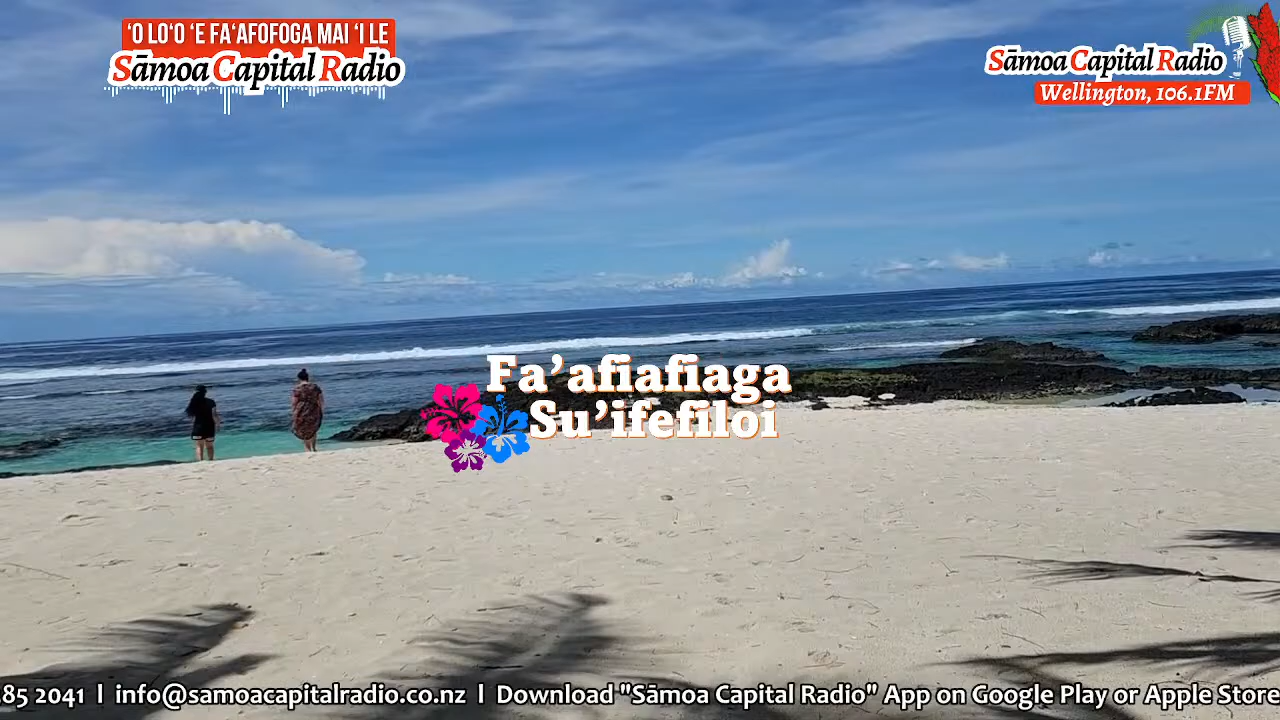 ‘O LO‘O ‘E FA‘AFOFOGA MAI ‘I LE
Sāmoa Capital Radio
Sāmoa Capital Radio
Wellington, 106.1FM
Fa’afiafiaga
Su’ifefiloi
85 2041 | info@samoacapitalradio.co.nz | Download "Sāmoa Capital Radio" App on Google Play or Apple Store